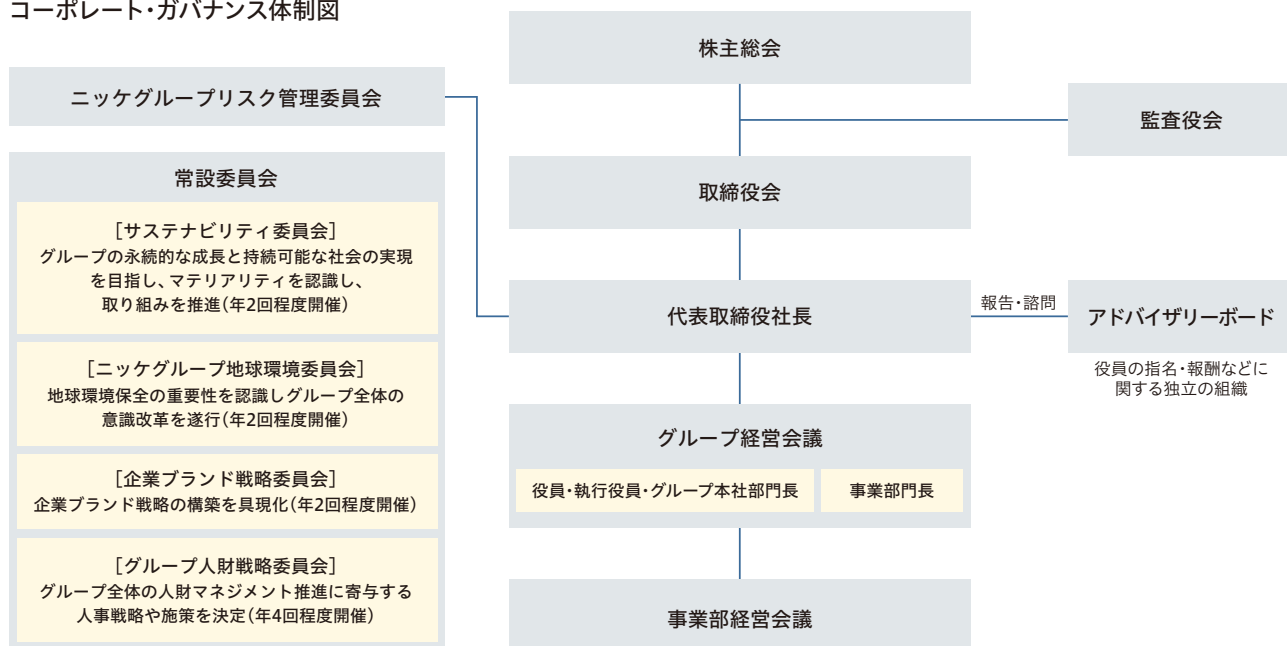 コーポレート・ガバナンス体制図
ニッケグループリスク管理委員会
常設委員会
[サステナビリティ委員会]
グループの永続的な成長と持続可能な社会の実現
を目指し、マテリアリティを認識し、
取り組みを推進(年2回程度開催)
[ニッケグループ地球環境委員会]
地球環境保全の重要性を認識しグループ全体の
意識改革を遂行(年2回程度開催)
[企業ブランド戦略委員会]
企業ブランド戦略の構築を具現化(年2回程度開催)
[グループ人財戦略委員会]
グループ全体の人財マネジメント推進に寄与する
人事戦略や施策を決定(年4回程度開催)
株主総会
監査役会
取締役会
代表取締役社長
報告・諮問
アドバイザリーボード
役員の指名・報酬などに
関する独立の組織
グループ経営会議
役員・執行役員・グループ本社部門長
事業部門長
事業部経営会議